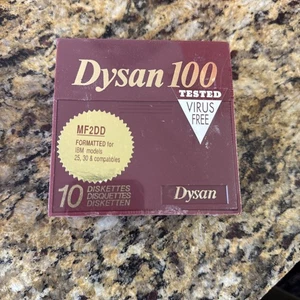 Dysan 100
TESTED
VIRUS
FREE
MF2DD
FORMATTED for
IBM models
25, 30 & compatibles
10 DISKETTES
DISQUETTES
DISKETTEN
Dysan